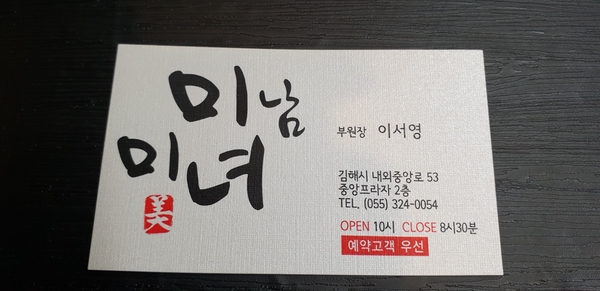 미남
미녀
美
부원장 이서영
김해시 내외중앙로 53
중앙프라자 2층
TEL. (055) 324-0054
OPEN 10시 CLOSE 8시30분
예약고객 우선